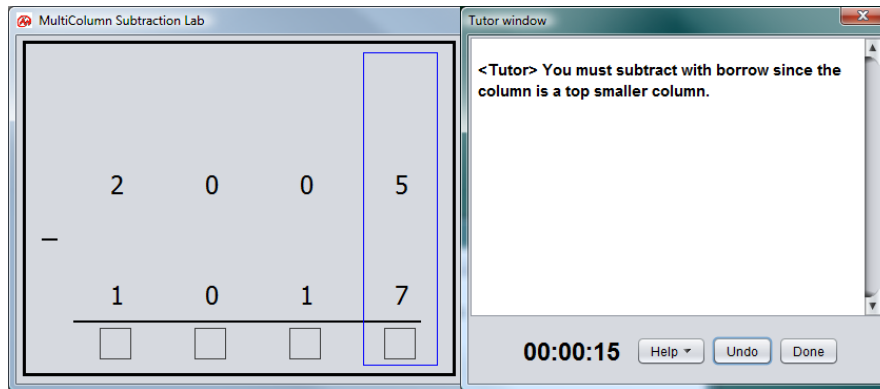 MultiColumn Subtraction Lab
2 0 0 5
–
1 0 1 7
Tutor window
<Tutor> You must subtract with borrow since the
column is a top smaller column.
00:00:15 Help Undo Done